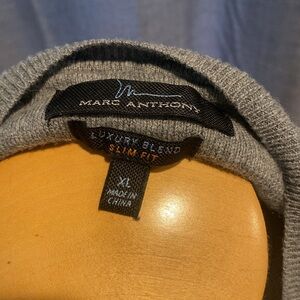 MARC ANTHONY
LUXURY BLEND
SLIM FIT
XL
MADE IN
CHINA